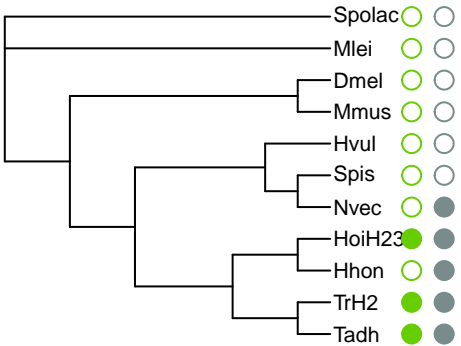 Spolac
Mlei
Dmel
Mmus
Hvul
Spis
Nvec
HoiH23
Hhon
TrH2
Tadh